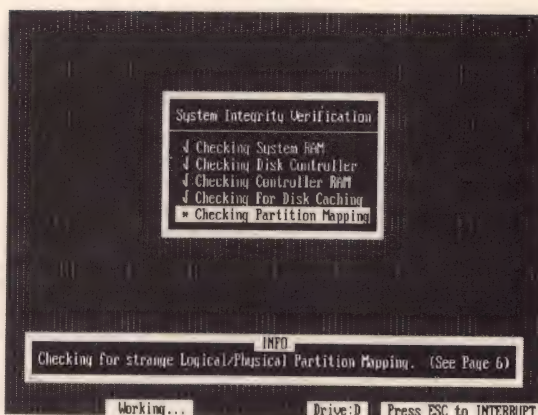 System Integrity Verification
√ Checking System RAM
√ Checking Disk Controller
√ Checking Controller RAM
√ Checking For Disk Caching
* Checking Partition Mapping
INFO
Checking for strange Logical/Physical Partition Mapping. (See Page 6)
Working... Drive:D Press ESC to INTERRUPT